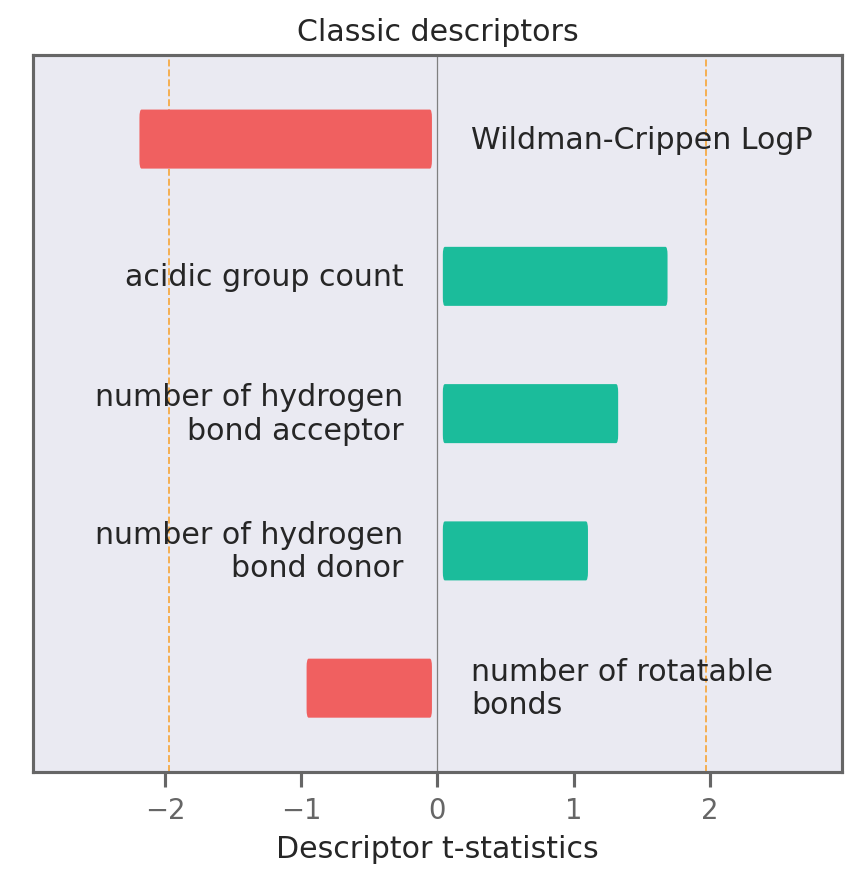 Classic descriptors
Wildman-Crippen LogP
acidic group count
number of hydrogen
bond acceptor
number of hydrogen
bond donor
number of rotatable
bonds
−2 −1 0 1 2
Descriptor t-statistics